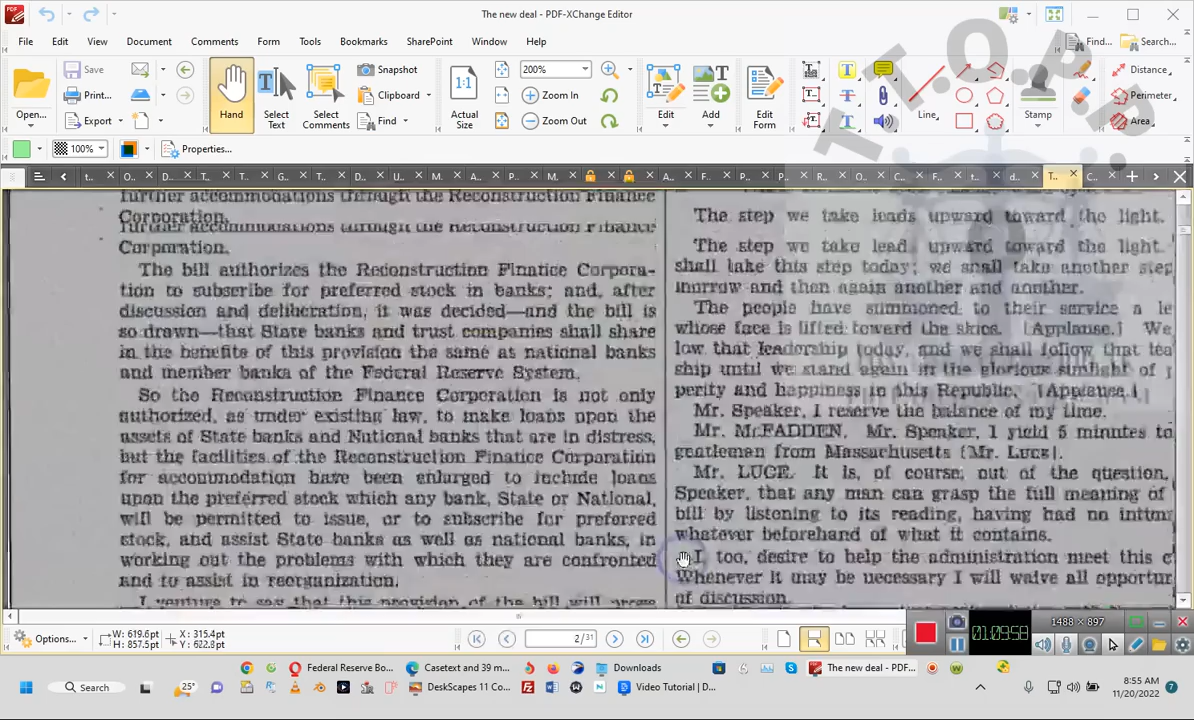 The new deal - PDF-XChange Editor
File Edit View Document Comments Form Tools Bookmarks SharePoint Window Help
Find... Search...
Open... Save Print... Export Hand Select Text Select Comments Snapshot Clipboard Find Actual Size 200% Zoom In Zoom Out Edit Add Edit Form Line Stamp Distance Perimeter Area
100% Properties...
T.T.O.P.P.
t... O... D... T... T... G... T... D... U... M... A... P... M... A... F... F... P... P... R... O... C... F... t... d... T... C...
further accommodations through the Reconstruction Finance
Corporation.
further accommodations through the Reconstruction Finance
Corporation.
The bill authorizes the Reconstruction Finance Corpora-
tion to subscribe for preferred stock in banks; and, after
discussion and deliberation, it was decided—and the bill is
so drawn—that State banks and trust companies shall share
in the benefits of this provision the same at national banks
and member banks of the Federal Reserve System.
So the Reconstruction Finance Corporation is not only
authorized, as under existing law, to make loans upon the
assets of State banks and National banks that are in distress,
but the facilities of the Reconstruction Finance Corporation
for accommodation have been enlarged to include loans
upon the preferred stock which any bank, State or National,
will be permitted to issue, or to subscribe for preferred
stock, and assist State banks as well as national banks, in
working out the problems with which they are confronted
and to assist in reorganization.
I venture to say that this provision of the bill will
The step we take leads upward toward the light.
The step we take lead upward toward the light.
shall take this step today; we shall take another step
morrow and then again another and another.
The people have summoned to their service a le
whose face is lifted toward the skies. [Applause.] We
low that leadership today, and we shall follow that lea
ship until we stand again in the glorious sunlight of
perity and happiness in this Republic. [Applause.]
Mr. Speaker, I reserve the balance of my time.
Mr. McFADDEN. Mr. Speaker, I yield 5 minutes to
gentleman from Massachusetts [Mr. Luce].
Mr. LUCE. It is, of course, out of the question,
Speaker, that any man can grasp the full meaning of
bill by listening to its reading, having had no intim
whatever beforehand of what it contains.
I, too, desire to help the administration meet this c
Whenever it may be necessary I will waive all opportun
of discussion
Options... W: 619.6pt H: 857.5pt X: 315.4pt Y: 622.8pt 2/31
1488 x 897
01:09:58
Federal Reserve Bo... Casetext and 39 m... Downloads The new deal - PDF...
Search 25° DeskScapes 11 Co... Video Tutorial | D...
8:55 AM
11/20/2022
7